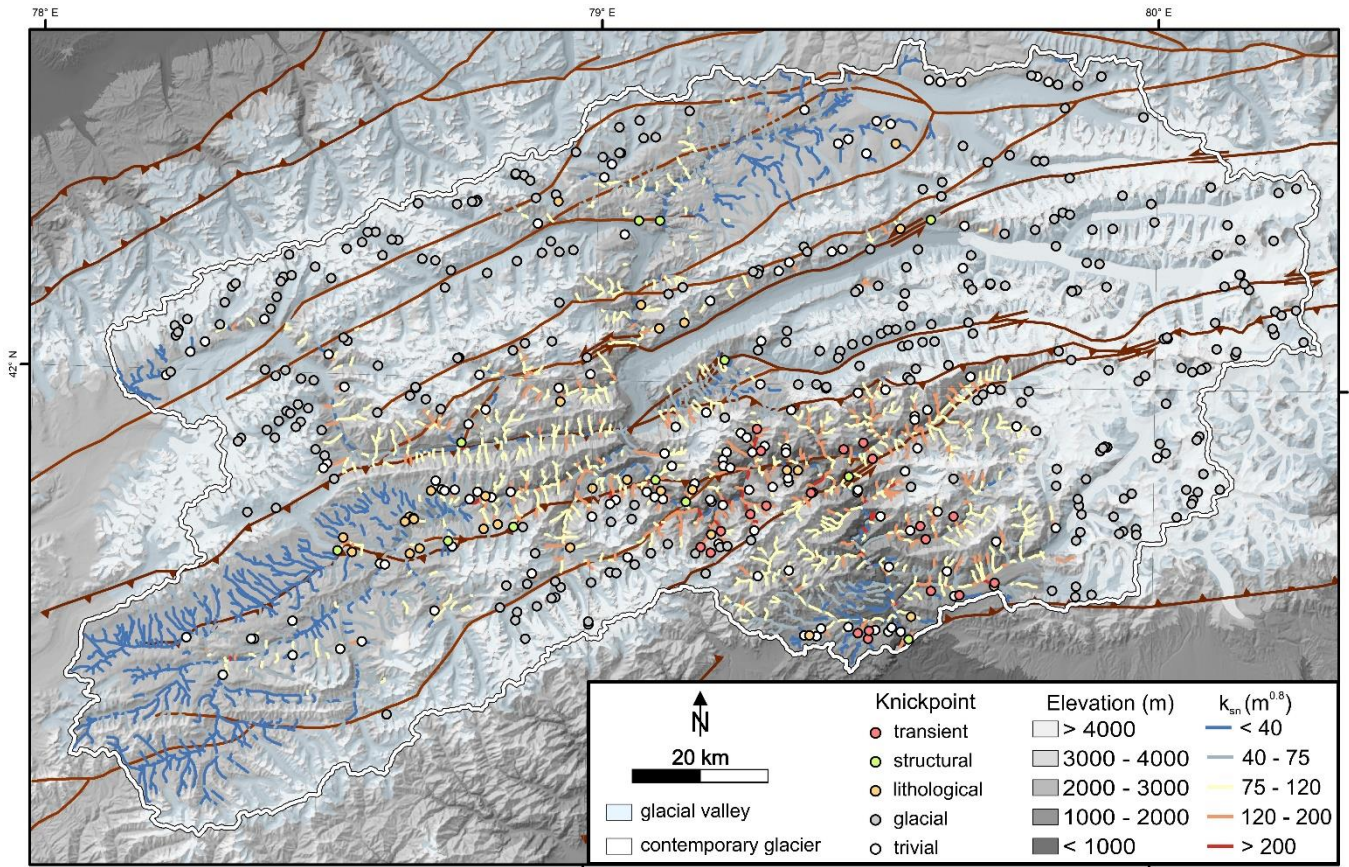 78° E
79° E
80° E
42° N
N
20 km
glacial valley
contemporary glacier
Knickpoint
transient
structural
lithological
glacial
trivial
Elevation (m)
> 4000
3000 - 4000
2000 - 3000
1000 - 2000
< 1000
ksn (m0.8)
< 40
40 - 75
75 - 120
120 - 200
> 200